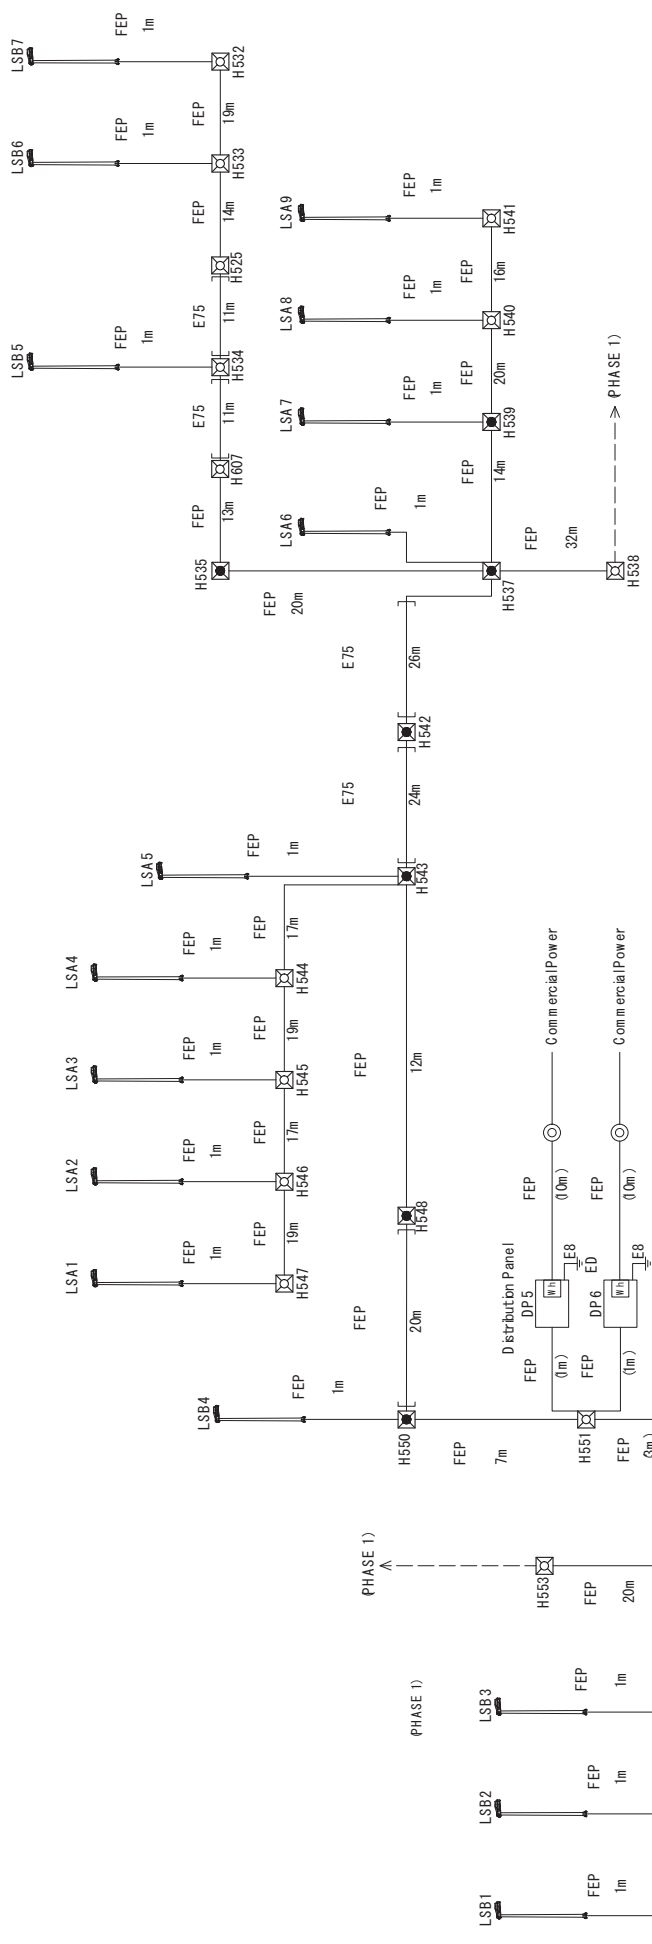 LSB7
FEP
1m
H532
FEP
19m
LSB6
FEP
1m
H533
FEP
14m
H525
E75
11m
LSB5
FEP
1m
H534
E75
11m
H607
FEP
13m
H535
FEP
20m
LSA9
FEP
1m
H541
FEP
16m
LSA8
FEP
1m
H540
FEP
20m
LSA7
FEP
1m
H539
FEP
14m
LSA6
FEP
1m
H537
FEP
32m
H538
(PHASE 1)
E75
26m
H542
E75
24m
LSA5
FEP
1m
H543
FEP
17m
LSA4
FEP
1m
H544
FEP
19m
LSA3
FEP
1m
H545
FEP
17m
LSA2
FEP
1m
H546
FEP
19m
LSA1
FEP
1m
H547
FEP
12m
H548
FEP
20m
LSB4
FEP
1m
H550
FEP
7m
H551
FEP
(3m)
Distribution Panel
DP5
Wh
E8
ED
FEP
(1m)
FEP
(10m)
Commercial Power
DP6
Wh
E8
FEP
(1m)
FEP
(10m)
Commercial Power
(PHASE 1)
H553
FEP
20m
(PHASE 1)
LSB3
FEP
1m
LSB2
FEP
1m
LSB1
FEP
1m